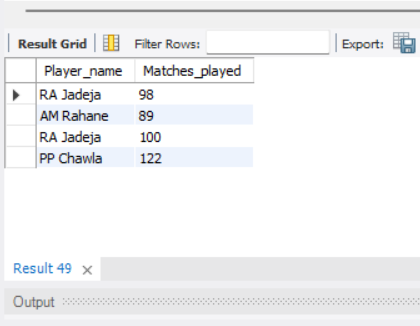 Result Grid Filter Rows: Export:
Player_name Matches_played
RA Jadeja 98
AM Rahane 89
RA Jadeja 100
PP Chawla 122
Result 49 ×
Output